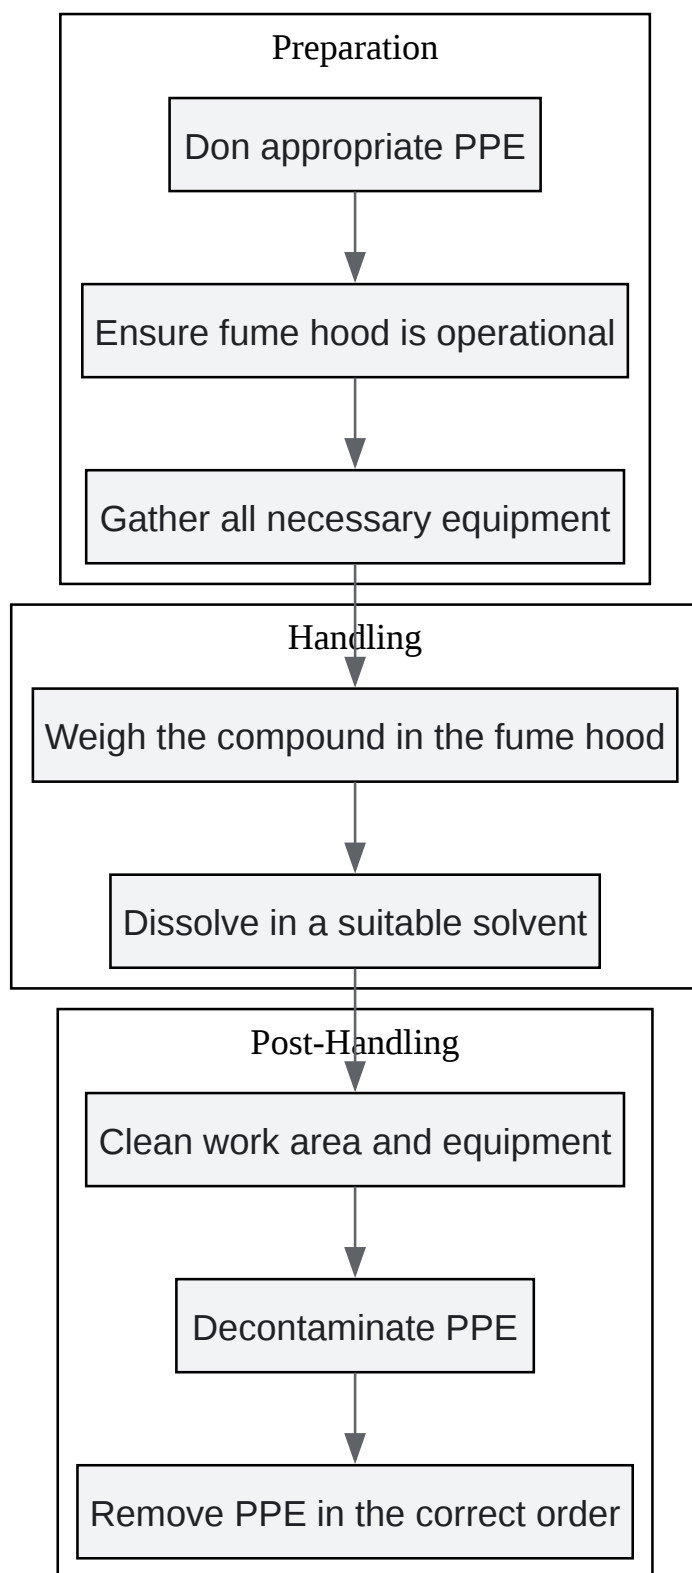 Preparation
Don appropriate PPE
Ensure fume hood is operational
Gather all necessary equipment
Handling
Weigh the compound in the fume hood
Dissolve in a suitable solvent
Post-Handling
Clean work area and equipment
Decontaminate PPE
Remove PPE in the correct order